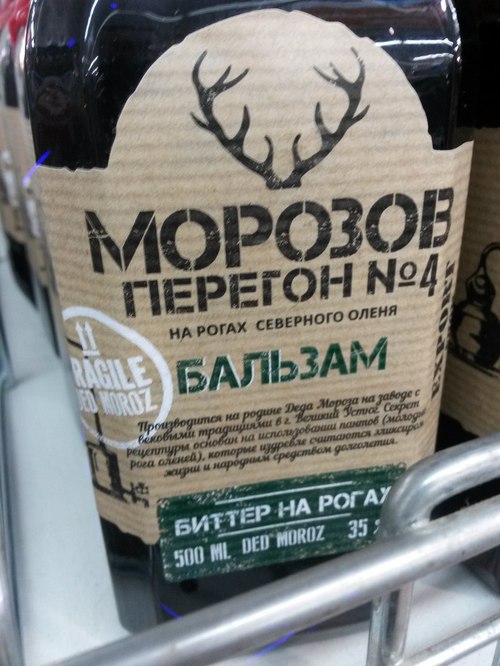 МОРОЗОВ
ПЕРЕГОН №4
НА РОГАХ СЕВЕРНОГО ОЛЕНЯ
БАЛЬЗАМ
RAGILE
DED MOROZ
EXPORT
Производится на родине Деда Мороза на заводе с
вековыми традициями в г. Великий Устюг. Секрет
рецептуры основан на использовании пантов (молодые
рога оленей), которые издревле считаются эликсиром
жизни и народным средством долголетия.
БИТТЕР НА РОГАХ
500 ML DED MOROZ 35